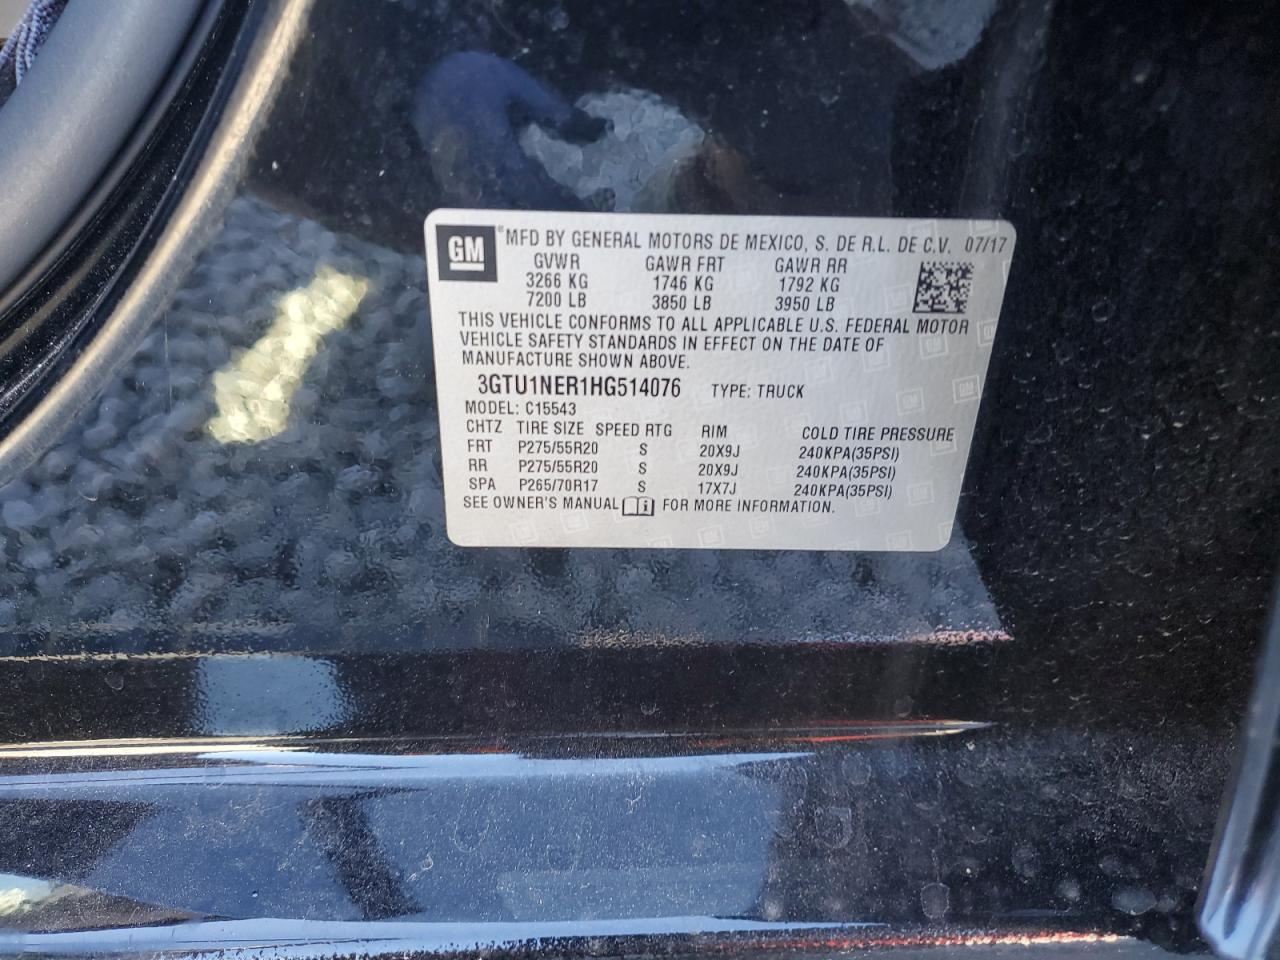 GM ® MFD BY GENERAL MOTORS DE MEXICO, S. DE R.L. DE C.V. 07/17
GVWR GAWR FRT GAWR RR
3266 KG 1746 KG 1792 KG
7200 LB 3850 LB 3950 LB
THIS VEHICLE CONFORMS TO ALL APPLICABLE U.S. FEDERAL MOTOR
VEHICLE SAFETY STANDARDS IN EFFECT ON THE DATE OF
MANUFACTURE SHOWN ABOVE.
3GTU1NER1HG514076 TYPE: TRUCK
MODEL: C15543
CHTZ TIRE SIZE SPEED RTG RIM COLD TIRE PRESSURE
FRT P275/55R20 S 20X9J 240KPA(35PSI)
RR P275/55R20 S 20X9J 240KPA(35PSI)
SPA P265/70R17 S 17X7J 240KPA(35PSI)
SEE OWNER'S MANUAL FOR MORE INFORMATION.